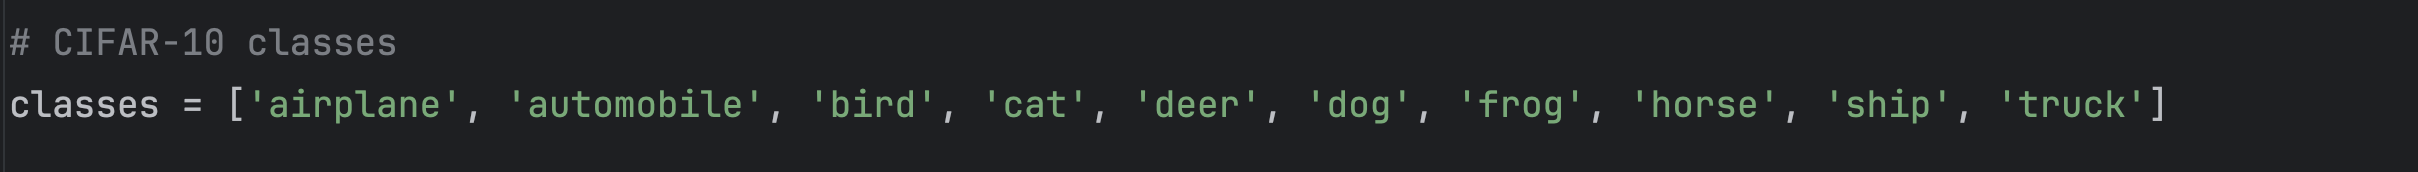 # CIFAR-10 classes
classes = ['airplane', 'automobile', 'bird', 'cat', 'deer', 'dog', 'frog', 'horse', 'ship', 'truck']